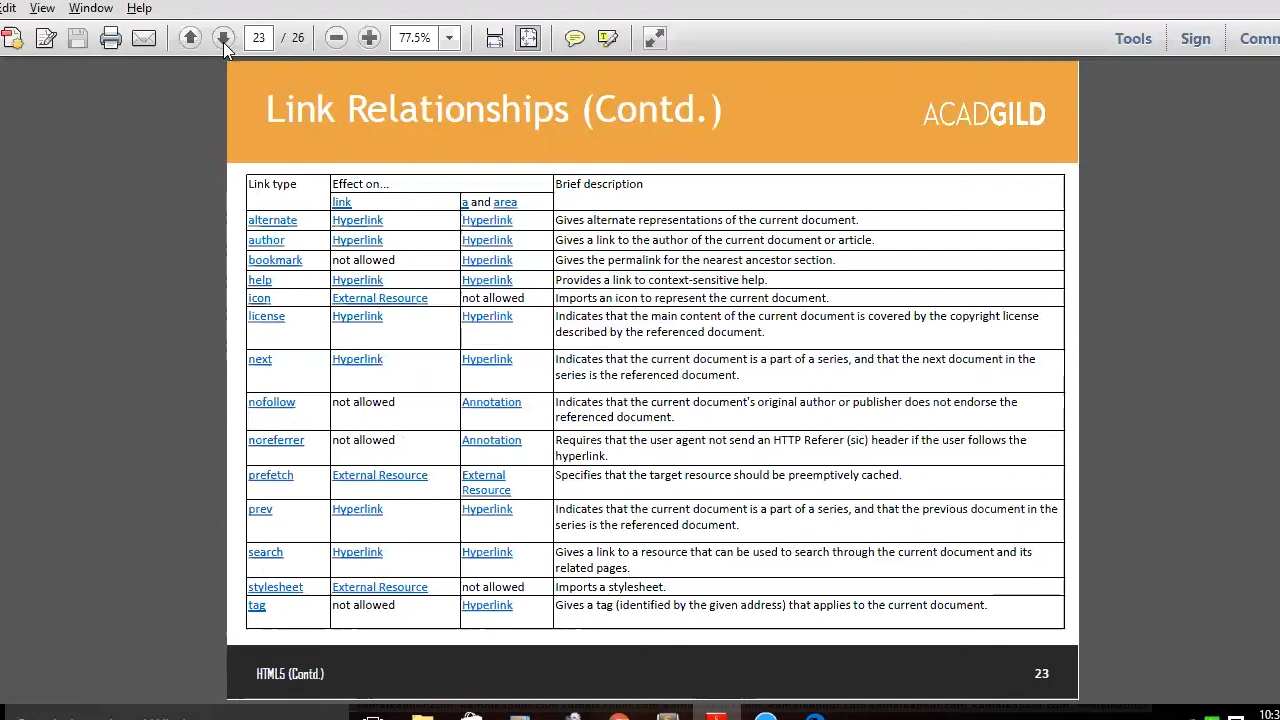 View Window Help
23 / 26 77.5% Tools Sign
Link Relationships (Contd.) ACADGILD
Link type Effect on... Brief description
link a and area
alternate Hyperlink Hyperlink Gives alternate representations of the current document.
author Hyperlink Hyperlink Gives a link to the author of the current document or article.
bookmark not allowed Hyperlink Gives the permalink for the nearest ancestor section.
help Hyperlink Hyperlink Provides a link to context-sensitive help.
icon External Resource not allowed Imports an icon to represent the current document.
license Hyperlink Hyperlink Indicates that the main content of the current document is covered by the copyright license
described by the referenced document.
next Hyperlink Hyperlink Indicates that the current document is a part of a series, and that the next document in the
series is the referenced document.
nofollow not allowed Annotation Indicates that the current document's original author or publisher does not endorse the
referenced document.
noreferrer not allowed Annotation Requires that the user agent not send an HTTP Referer (sic) header if the user follows the
hyperlink.
prefetch External Resource External Specifies that the target resource should be preemptively cached.
Resource
prev Hyperlink Hyperlink Indicates that the current document is a part of a series, and that the previous document in the
series is the referenced document.
search Hyperlink Hyperlink Gives a link to a resource that can be used to search through the current document and its
related pages.
stylesheet External Resource not allowed Imports a stylesheet.
tag not allowed Hyperlink Gives a tag (identified by the given address) that applies to the current document.
HTML5 (Contd.) 23